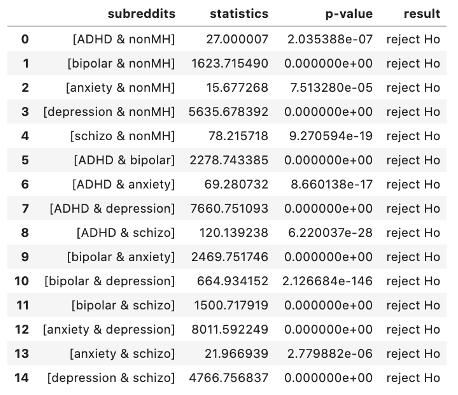 subreddits statistics p-value result
0 [ADHD & nonMH] 27.000007 2.035388e-07 reject Ho
1 [bipolar & nonMH] 1623.715490 0.000000e+00 reject Ho
2 [anxiety & nonMH] 15.677268 7.513280e-05 reject Ho
3 [depression & nonMH] 5635.678392 0.000000e+00 reject Ho
4 [schizo & nonMH] 78.215718 9.270594e-19 reject Ho
5 [ADHD & bipolar] 2278.743385 0.000000e+00 reject Ho
6 [ADHD & anxiety] 69.280732 8.660138e-17 reject Ho
7 [ADHD & depression] 7660.751093 0.000000e+00 reject Ho
8 [ADHD & schizo] 120.139238 6.220037e-28 reject Ho
9 [bipolar & anxiety] 2469.751746 0.000000e+00 reject Ho
10 [bipolar & depression] 664.934152 2.126684e-146 reject Ho
11 [bipolar & schizo] 1500.717919 0.000000e+00 reject Ho
12 [anxiety & depression] 8011.592249 0.000000e+00 reject Ho
13 [anxiety & schizo] 21.966939 2.779882e-06 reject Ho
14 [depression & schizo] 4766.756837 0.000000e+00 reject Ho